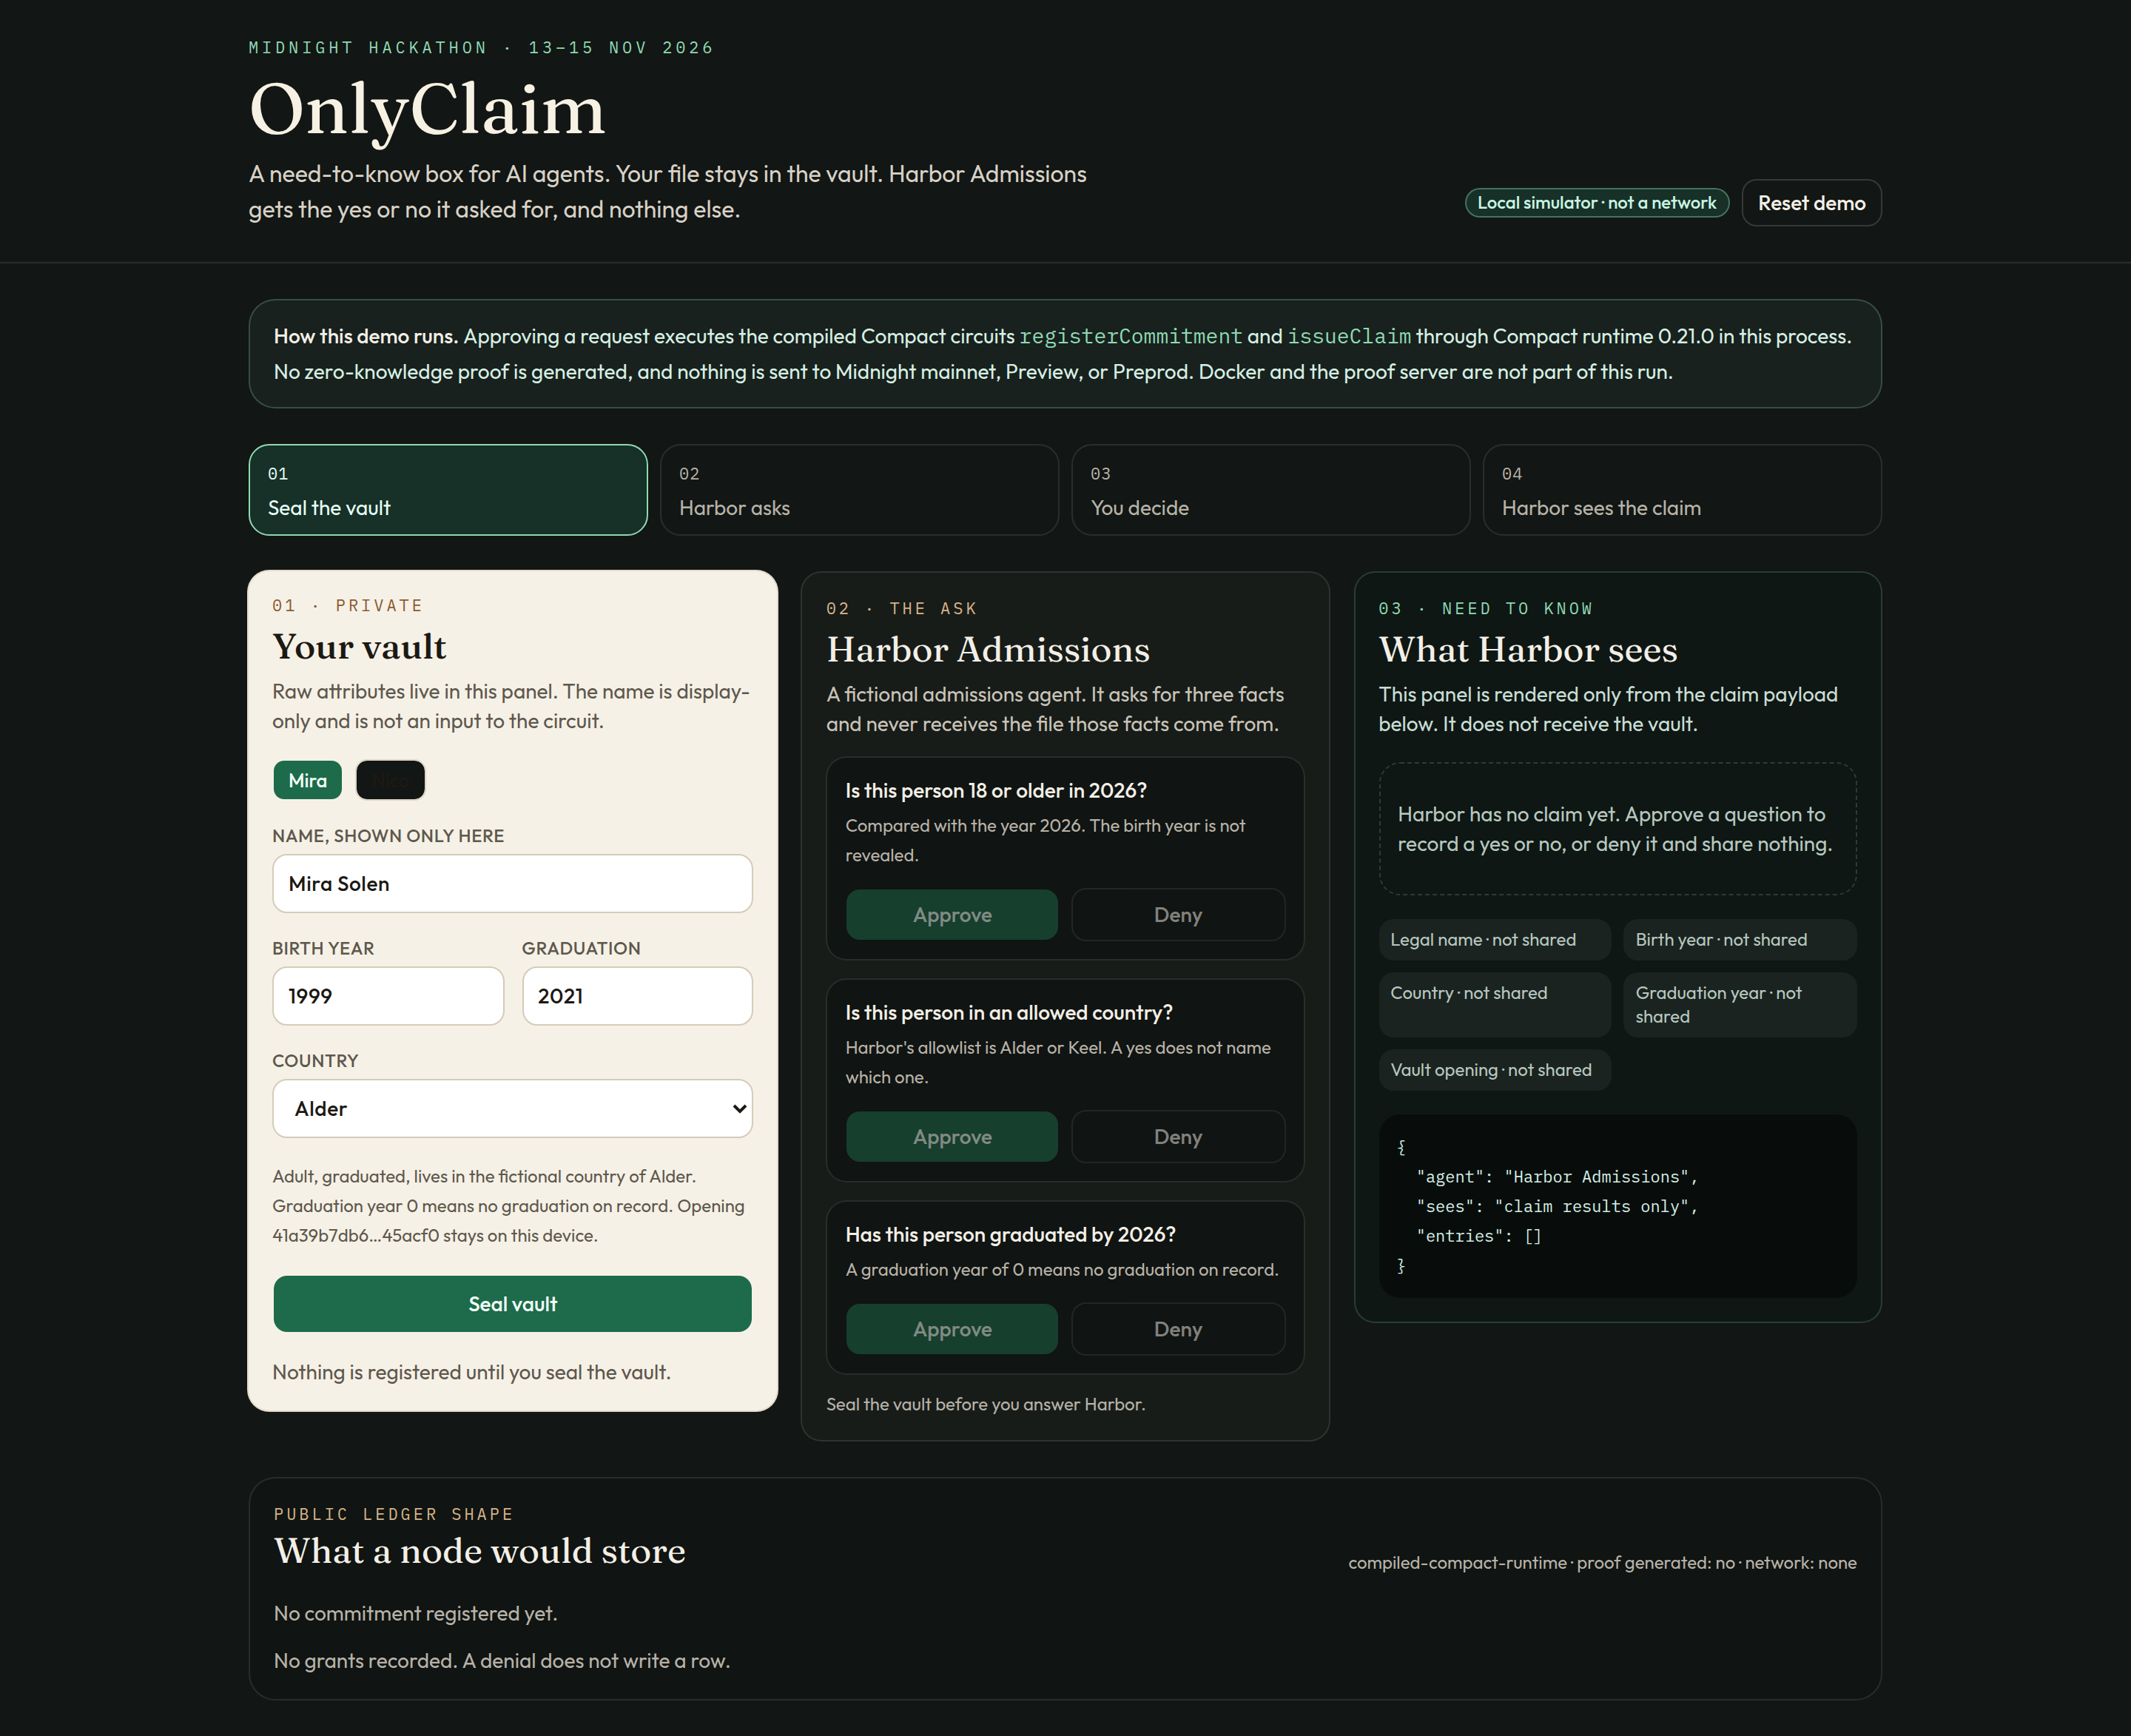 MIDNIGHT HACKATHON · 13–15 NOV 2026
OnlyClaim
A need-to-know box for AI agents. Your file stays in the vault. Harbor Admissions
gets the yes or no it asked for, and nothing else.
Local simulator · not a network
Reset demo
How this demo runs. Approving a request executes the compiled Compact circuits registerCommitment and issueClaim through Compact runtime 0.21.0 in this process.
No zero-knowledge proof is generated, and nothing is sent to Midnight mainnet, Preview, or Preprod. Docker and the proof server are not part of this run.
01
Seal the vault
02
Harbor asks
03
You decide
04
Harbor sees the claim
01 · PRIVATE
Your vault
Raw attributes live in this panel. The name is display-
only and is not an input to the circuit.
Mira
Nico
NAME, SHOWN ONLY HERE
Mira Solen
BIRTH YEAR
GRADUATION
1999
2021
COUNTRY
Alder
Adult, graduated, lives in the fictional country of Alder.
Graduation year 0 means no graduation on record. Opening
41a39b7db6…45acf0 stays on this device.
Seal vault
Nothing is registered until you seal the vault.
02 · THE ASK
Harbor Admissions
A fictional admissions agent. It asks for three facts
and never receives the file those facts come from.
Is this person 18 or older in 2026?
Compared with the year 2026. The birth year is not
revealed.
Approve
Deny
Is this person in an allowed country?
Harbor's allowlist is Alder or Keel. A yes does not name
which one.
Approve
Deny
Has this person graduated by 2026?
A graduation year of 0 means no graduation on record.
Approve
Deny
Seal the vault before you answer Harbor.
03 · NEED TO KNOW
What Harbor sees
This panel is rendered only from the claim payload
below. It does not receive the vault.
Harbor has no claim yet. Approve a question to
record a yes or no, or deny it and share nothing.
Legal name · not shared
Birth year · not shared
Country · not shared
Graduation year · not
shared
Vault opening · not shared
{
"agent": "Harbor Admissions",
"sees": "claim results only",
"entries": []
}
PUBLIC LEDGER SHAPE
What a node would store
compiled-compact-runtime · proof generated: no · network: none
No commitment registered yet.
No grants recorded. A denial does not write a row.